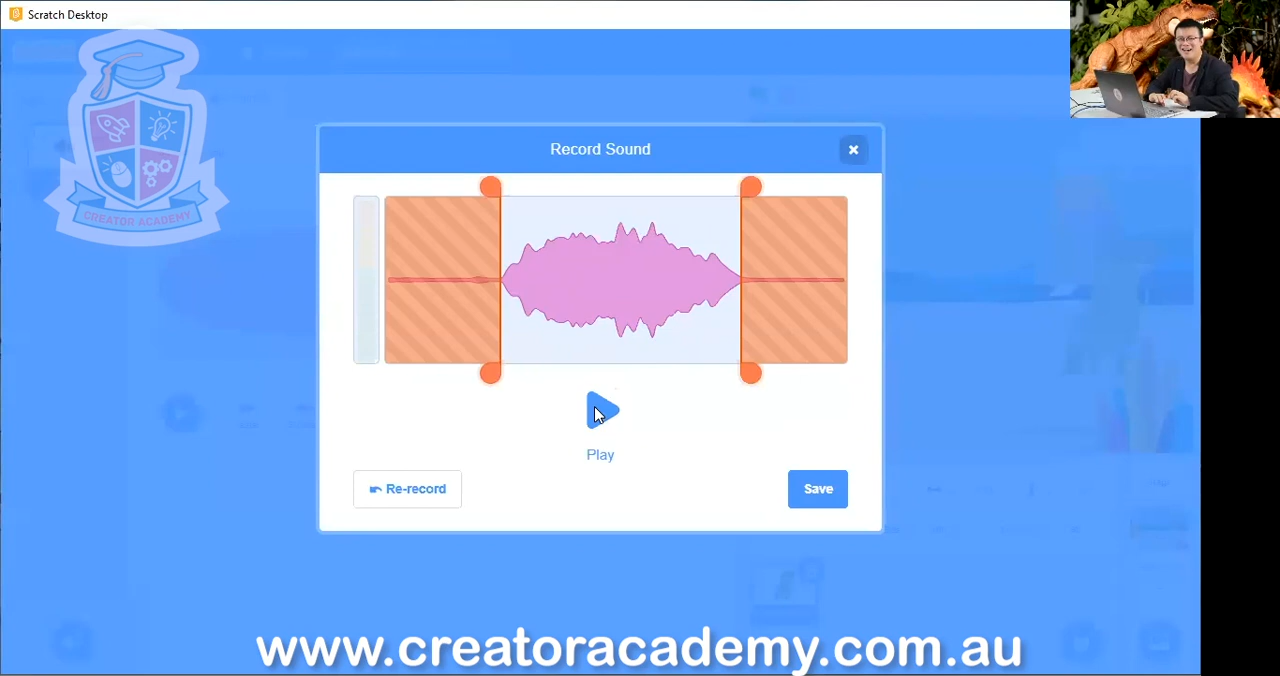 Scratch Desktop
CREATOR ACADEMY
Record Sound
Play
Re-record
Save
www.creatoracademy.com.au